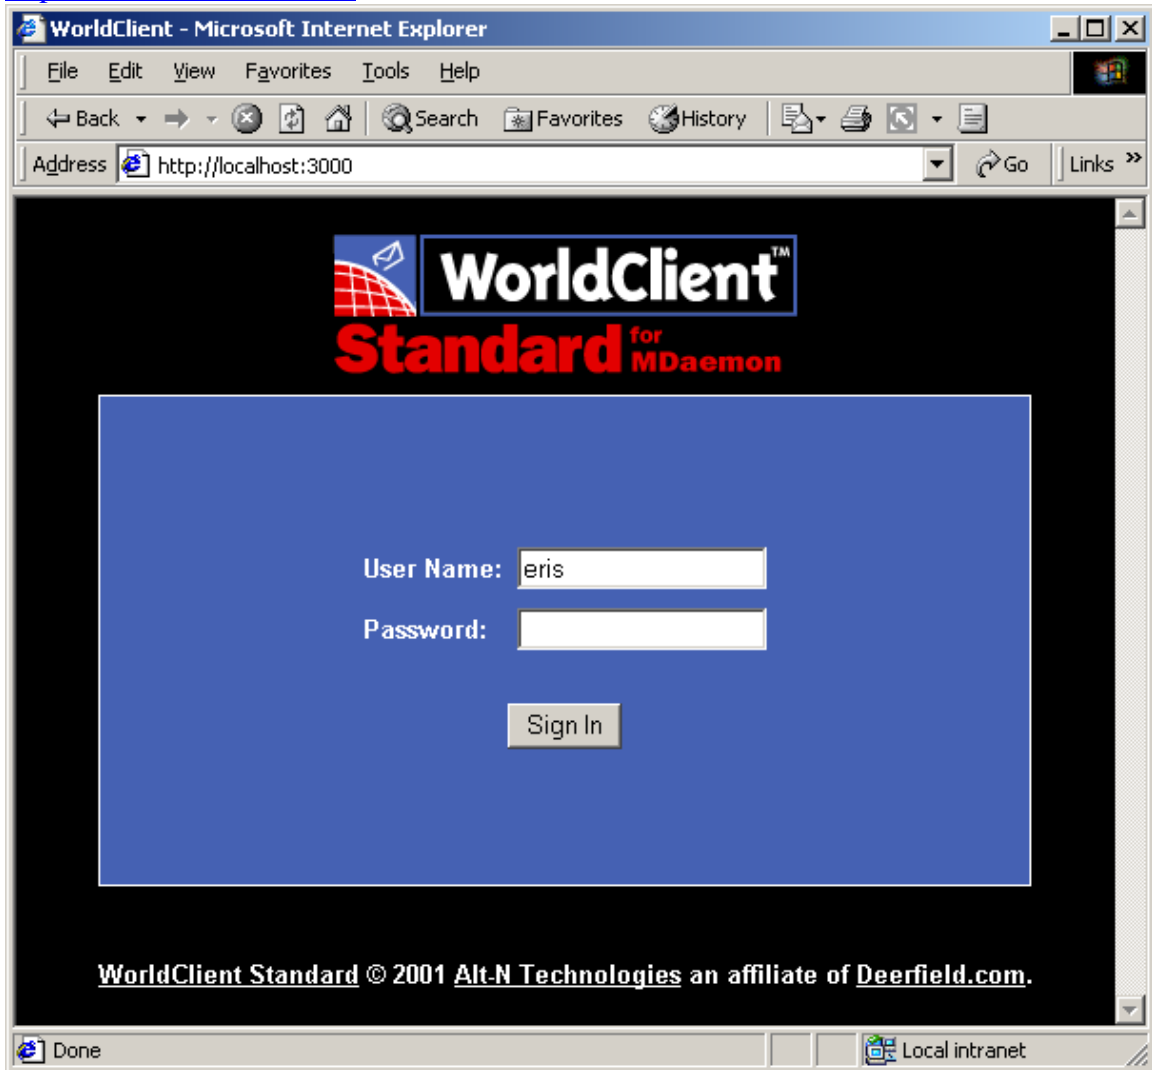 WorldClient - Microsoft Internet Explorer
File Edit View Favorites Tools Help
Back Search Favorites History
Address http://localhost:3000 Go Links »
WorldClient™
Standard for MDaemon
User Name: eris
Password:
Sign In
WorldClient Standard © 2001 Alt-N Technologies an affiliate of Deerfield.com.
Done Local intranet